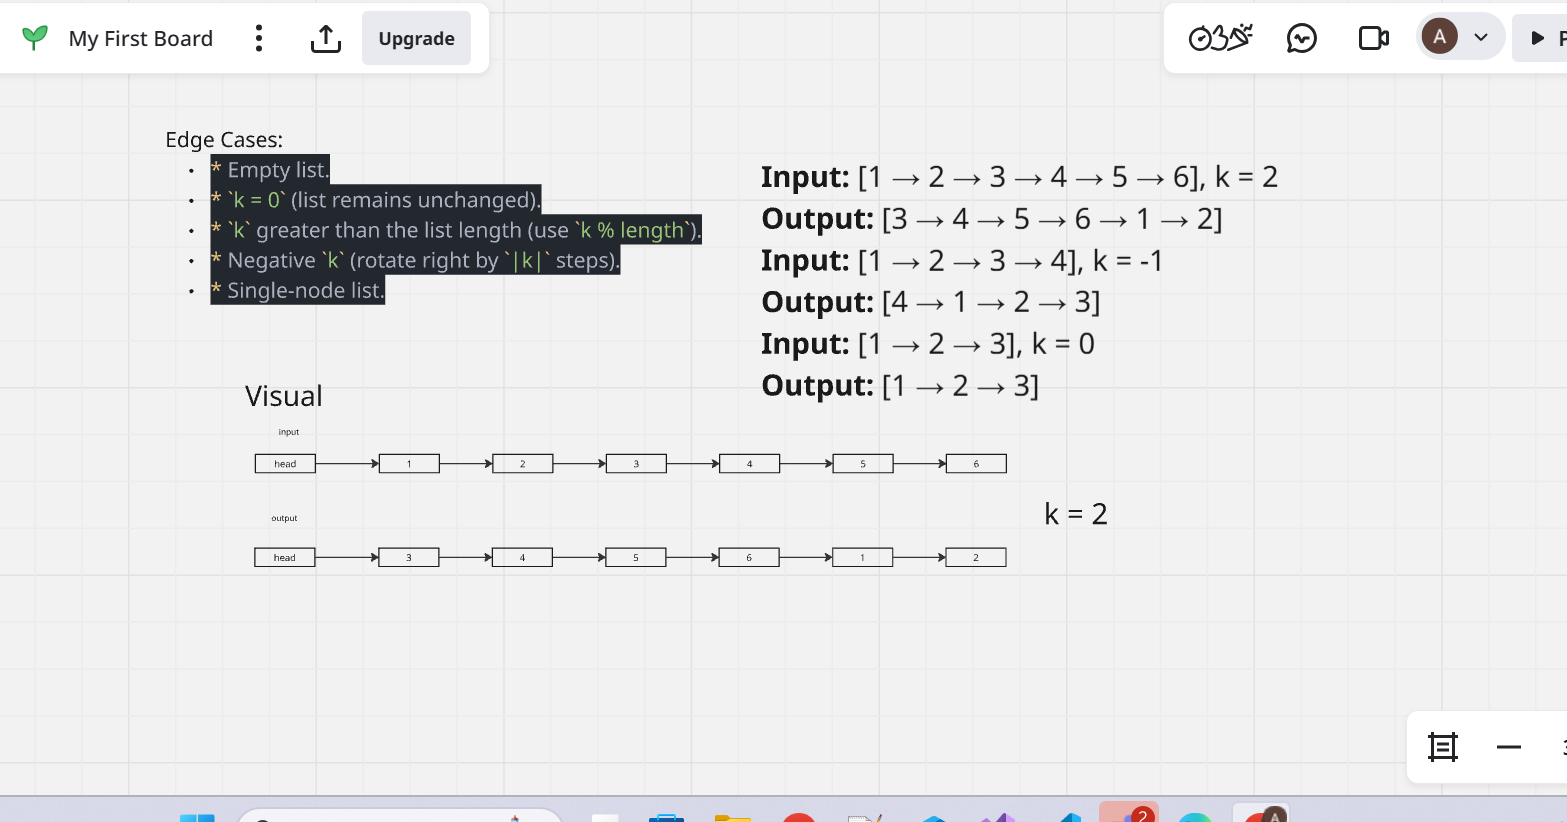 My First Board
Upgrade
A
P
Edge Cases:
* Empty list.
* `k = 0` (list remains unchanged).
* `k` greater than the list length (use `k % length`).
* Negative `k` (rotate right by `|k|` steps).
* Single-node list.
Input: [1 → 2 → 3 → 4 → 5 → 6], k = 2
Output: [3 → 4 → 5 → 6 → 1 → 2]
Input: [1 → 2 → 3 → 4], k = -1
Output: [4 → 1 → 2 → 3]
Input: [1 → 2 → 3], k = 0
Output: [1 → 2 → 3]
Visual
input
head 1 2 3 4 5 6
k = 2
output
head 3 4 5 6 1 2
2
A